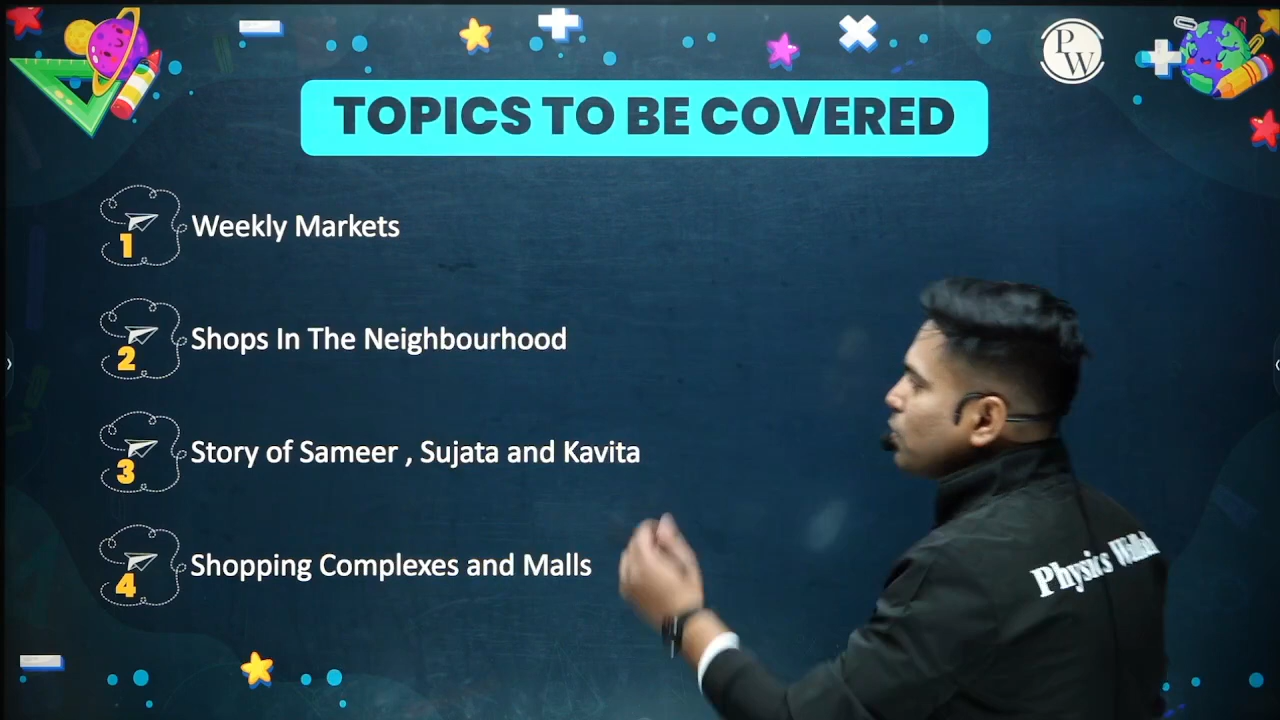 TOPICS TO BE COVERED
PW
1 Weekly Markets
2 Shops In The Neighbourhood
3 Story of Sameer , Sujata and Kavita
4 Shopping Complexes and Malls
Physics Wallah